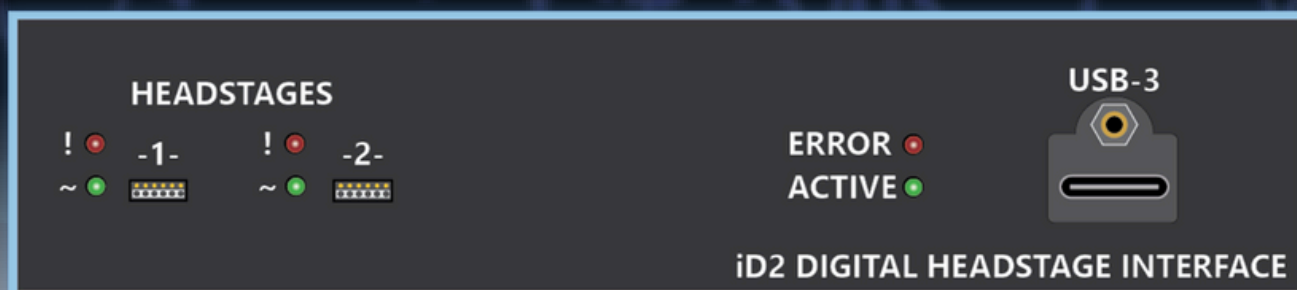 HEADSTAGES
! -1- ! -2-
~ ~
USB-3
ERROR
ACTIVE
iD2 DIGITAL HEADSTAGE INTERFACE